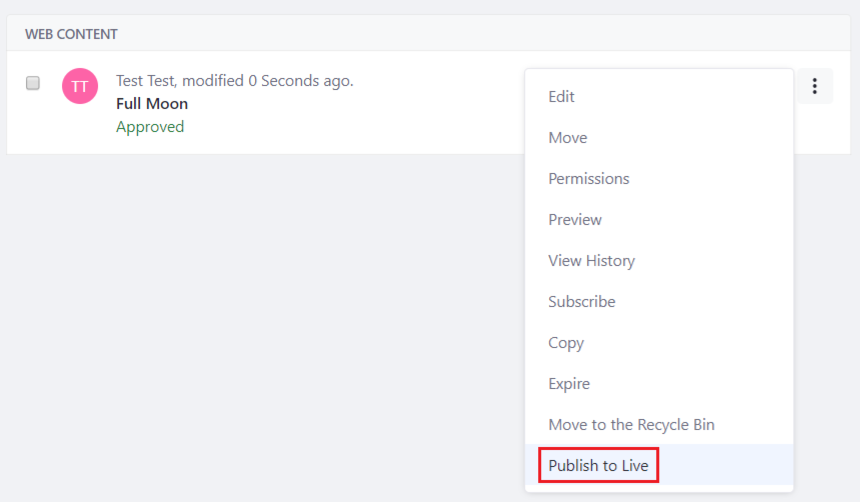 WEB CONTENT
TT
Test Test, modified 0 Seconds ago.
Full Moon
Approved
Edit
Move
Permissions
Preview
View History
Subscribe
Copy
Expire
Move to the Recycle Bin
Publish to Live